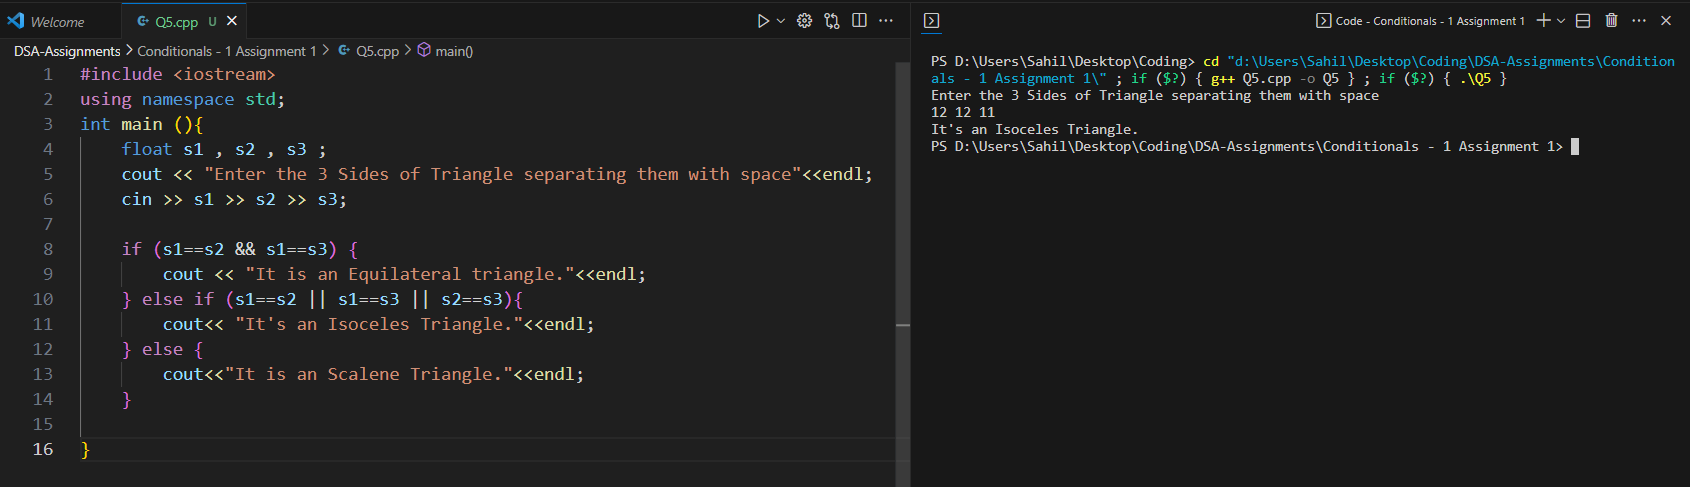 Welcome
Q5.cpp U
DSA-Assignments > Conditionals - 1 Assignment 1 > Q5.cpp > main()
1 #include <iostream>
2 using namespace std;
3 int main (){
4 float s1 , s2 , s3 ;
5 cout << "Enter the 3 Sides of Triangle separating them with space"<<endl;
6 cin >> s1 >> s2 >> s3;
7
8 if (s1==s2 && s1==s3) {
9 cout << "It is an Equilateral triangle."<<endl;
10 } else if (s1==s2 || s1==s3 || s2==s3){
11 cout<< "It's an Isoceles Triangle."<<endl;
12 } else {
13 cout<<"It is an Scalene Triangle."<<endl;
14 }
15
16 }
Code - Conditionals - 1 Assignment 1
PS D:\Users\Sahil\Desktop\Coding> cd "d:\Users\Sahil\Desktop\Coding\DSA-Assignments\Condition
als - 1 Assignment 1\" ; if ($?) { g++ Q5.cpp -o Q5 } ; if ($?) { .\Q5 }
Enter the 3 Sides of Triangle separating them with space
12 12 11
It's an Isoceles Triangle.
PS D:\Users\Sahil\Desktop\Coding\DSA-Assignments\Conditionals - 1 Assignment 1>